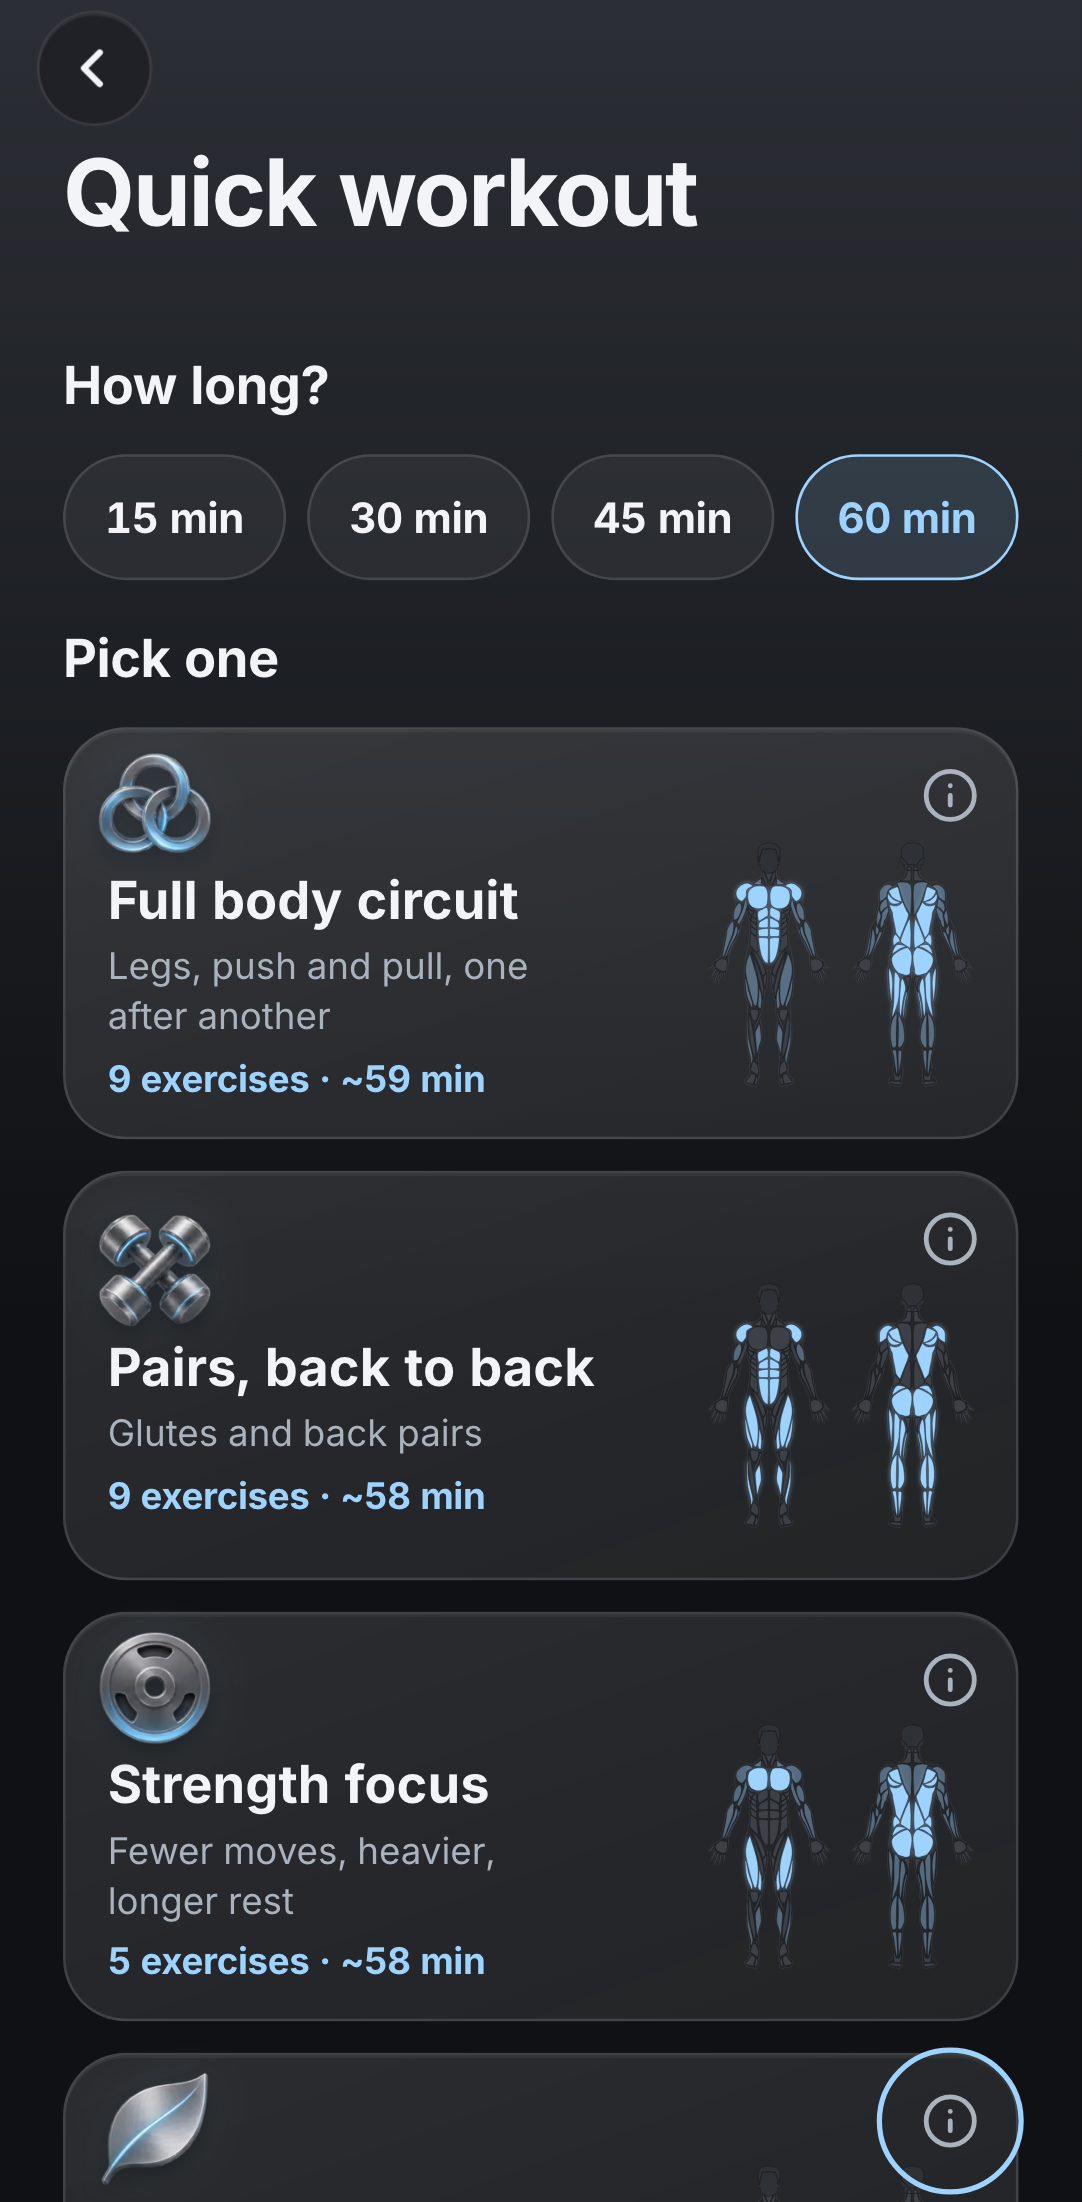 Quick workout
How long?
15 min
30 min
45 min
60 min
Pick one
Full body circuit
Legs, push and pull, one
after another
9 exercises · ~59 min
Pairs, back to back
Glutes and back pairs
9 exercises · ~58 min
Strength focus
Fewer moves, heavier,
longer rest
5 exercises · ~58 min